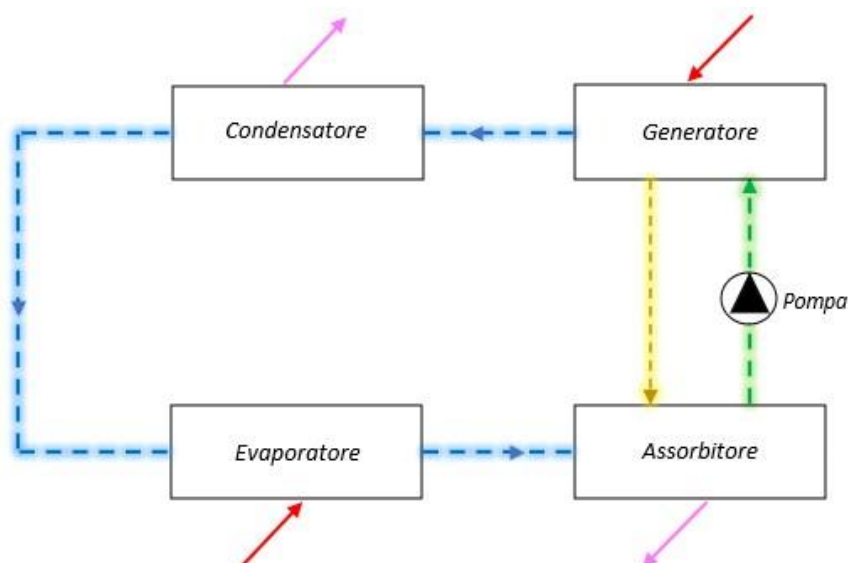 Condensatore
Generatore
Pompa
Evaporatore
Assorbitore